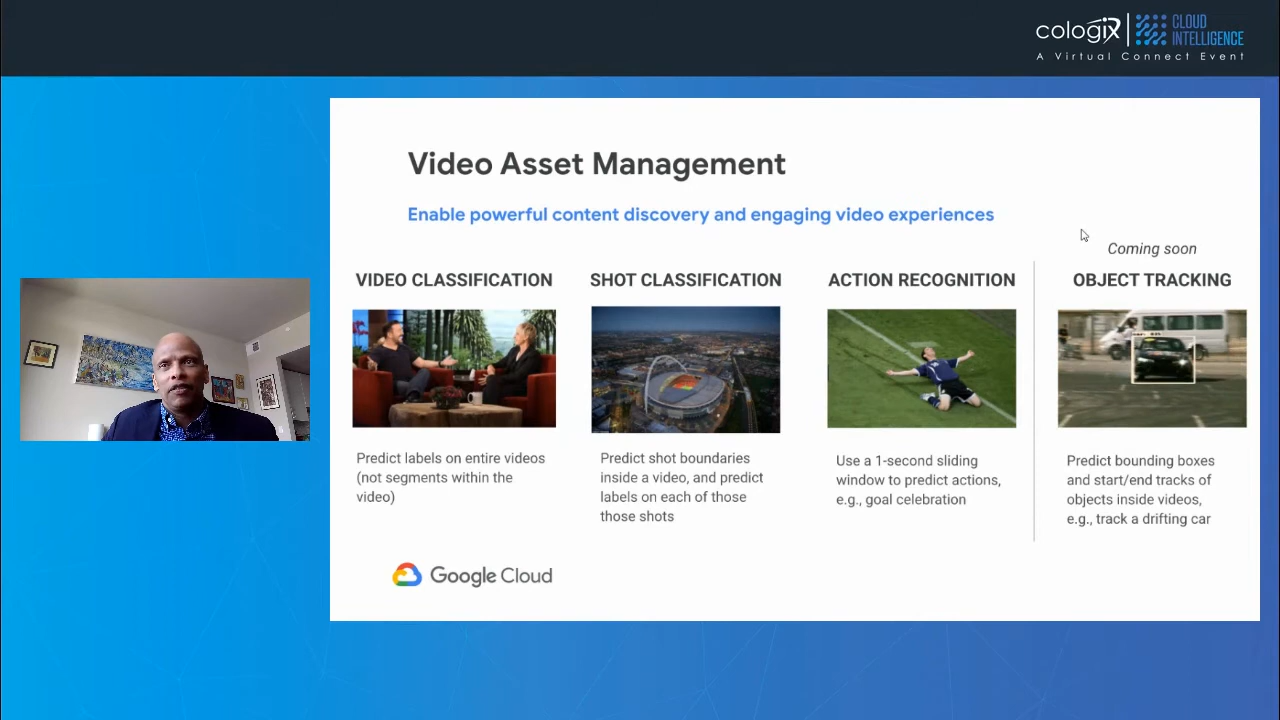 cologix
CLOUD
INTELLIGENCE
A Virtual Connect Event
Video Asset Management
Enable powerful content discovery and engaging video experiences
Coming soon
VIDEO CLASSIFICATION
SHOT CLASSIFICATION
ACTION RECOGNITION
OBJECT TRACKING
Predict labels on entire videos
(not segments within the
video)
Predict shot boundaries
inside a video, and predict
labels on each of those
those shots
Use a 1-second sliding
window to predict actions,
e.g., goal celebration
Predict bounding boxes
and start/end tracks of
objects inside videos,
e.g., track a drifting car
Google Cloud